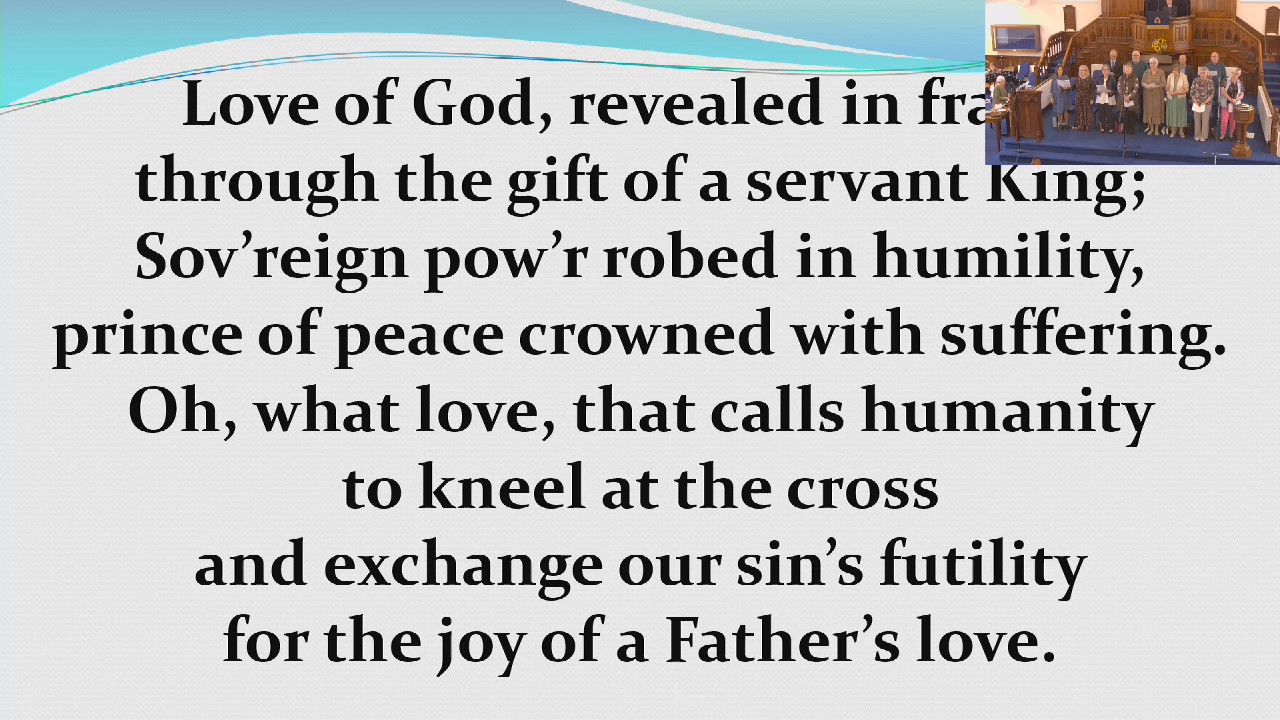 Love of God, revealed in
through the gift of a servant King;
Sov’reign pow’r robed in humility,
prince of peace crowned with suffering.
Oh, what love, that calls humanity
to kneel at the cross
and exchange our sin’s futility
for the joy of a Father’s love.